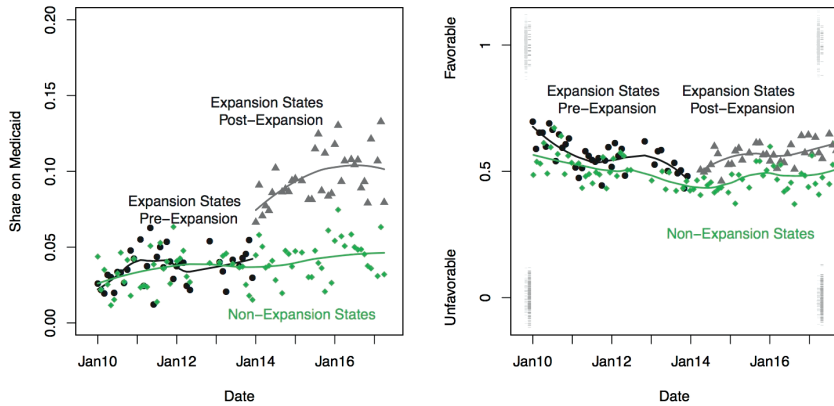 0.20
0.15
0.10
0.05
0.00
Share on Medicaid
Expansion States
Post−Expansion
Expansion States
Pre−Expansion
Non−Expansion States
Jan10
Jan12
Jan14
Jan16
Date
Favorable
Unfavorable
1
0.5
0
Expansion States
Pre−Expansion
Expansion States
Post−Expansion
Non−Expansion States
Jan10
Jan12
Jan14
Jan16
Date